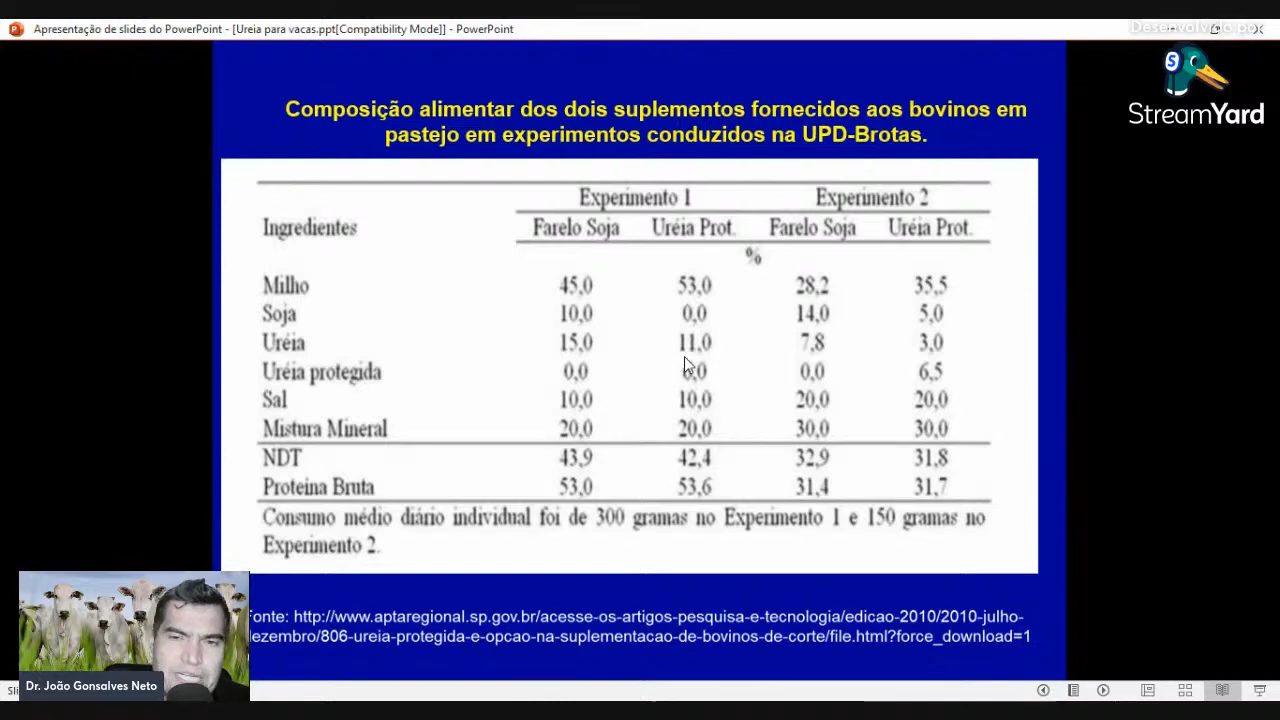 Apresentação de slides do PowerPoint - [Ureia para vacas.ppt[Compatibility Mode]] - PowerPoint
Desenvolvido por
StreamYard
Composição alimentar dos dois suplementos fornecidos aos bovinos em
pastejo em experimentos conduzidos na UPD-Brotas.
Experimento 1 Experimento 2
Ingredientes Farelo Soja Uréia Prot. Farelo Soja Uréia Prot.
%
Milho 45,0 53,0 28,2 35,5
Soja 10,0 0,0 14,0 5,0
Uréia 15,0 11,0 7,8 3,0
Uréia protegida 0,0 6,0 0,0 6,5
Sal 10,0 10,0 20,0 20,0
Mistura Mineral 20,0 20,0 30,0 30,0
NDT 43,9 42,4 32,9 31,8
Proteina Bruta 53,0 53,6 31,4 31,7
Consumo médio diário individual foi de 300 gramas no Experimento 1 e 150 gramas no
Experimento 2.
onte: http://www.aptaregional.sp.gov.br/acesse-os-artigos-pesquisa-e-tecnologia/edicao-2010/2010-julho-
ezembro/806-ureia-protegida-e-opcao-na-suplementacao-de-bovinos-de-corte/file.html?force_download=1
Dr. João Gonsalves Neto